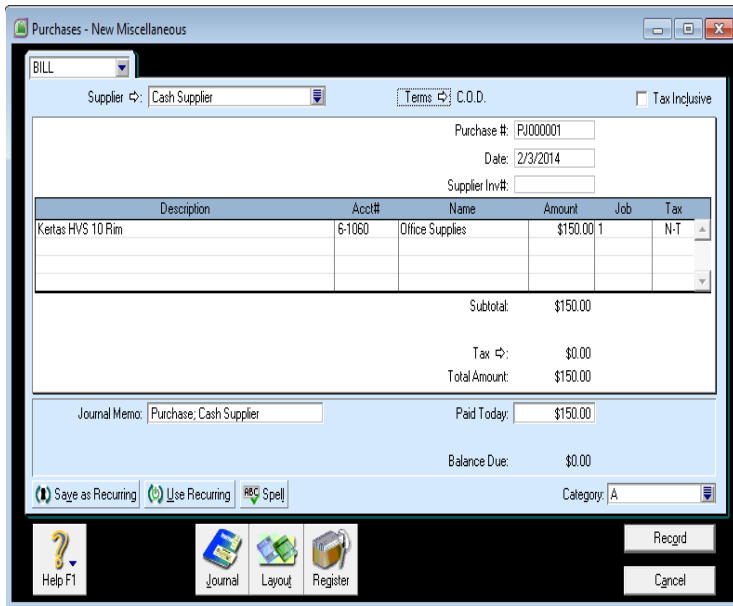 Purchases - New Miscellaneous
BILL
Supplier ⇨: Cash Supplier Terms ⇨ C.O.D. Tax Inclusive
Purchase #: PJ000001
Date: 2/3/2014
Supplier Inv#:
Description Acct# Name Amount Job Tax
Kertas HVS 10 Rim 6-1060 Office Supplies $150.00 1 N-T
Subtotal: $150.00
Tax ⇨: $0.00
Total Amount: $150.00
Journal Memo: Purchase; Cash Supplier Paid Today: $150.00
Balance Due: $0.00
Save as Recurring Use Recurring ABC Spell Category: A
Help F1 Journal Layout Register Record
Cancel